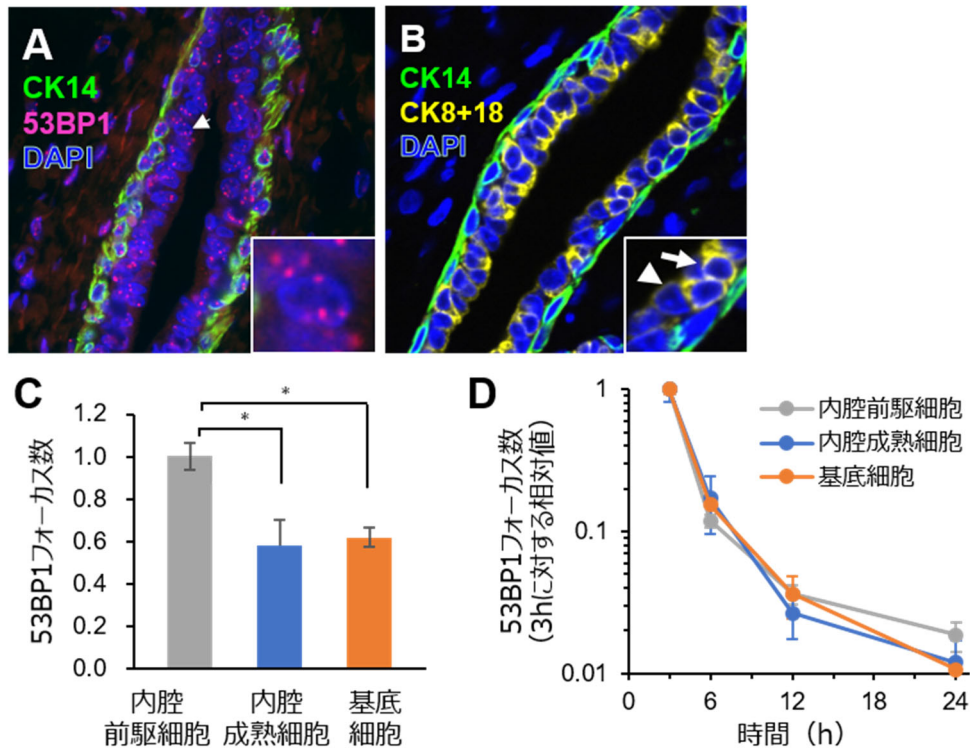 A
CK14
53BP1
DAPI
B
CK14
CK8+18
DAPI
C
53BP1フォーカス数
1.2
1.0
0.8
0.6
0.4
0.2
0.0
*
*
内腔
前駆細胞
内腔
成熟細胞
基底
細胞
D
53BP1フォーカス数
(3hに対する相対値)
1
0.1
0.01
0
6
12
18
24
時間（h）
内腔前駆細胞
内腔成熟細胞
基底細胞